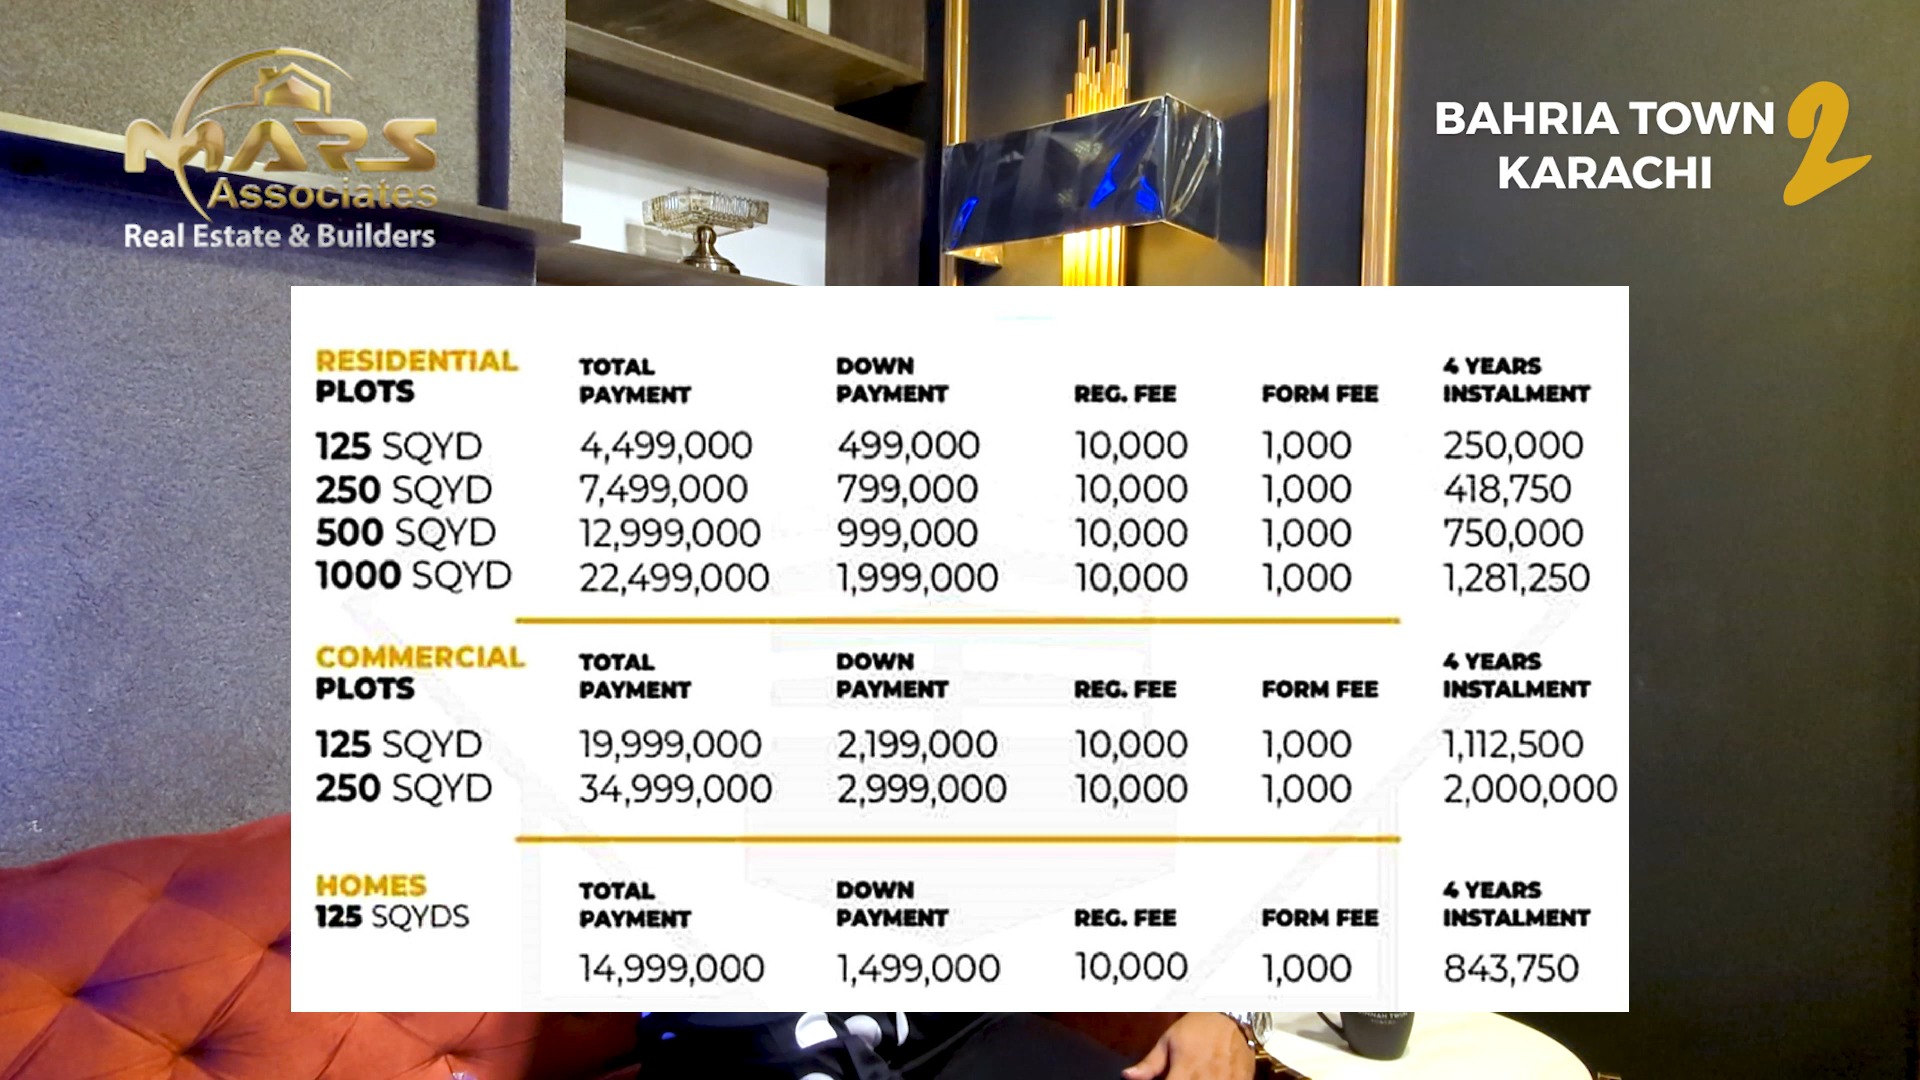 MARS
Associates
Real Estate & Builders
BAHRIA TOWN 2
KARACHI
RESIDENTIAL PLOTS TOTAL PAYMENT DOWN PAYMENT REG. FEE FORM FEE 4 YEARS INSTALMENT
125 SQYD 4,499,000 499,000 10,000 1,000 250,000
250 SQYD 7,499,000 799,000 10,000 1,000 418,750
500 SQYD 12,999,000 999,000 10,000 1,000 750,000
1000 SQYD 22,499,000 1,999,000 10,000 1,000 1,281,250
COMMERCIAL PLOTS TOTAL PAYMENT DOWN PAYMENT REG. FEE FORM FEE 4 YEARS INSTALMENT
125 SQYD 19,999,000 2,199,000 10,000 1,000 1,112,500
250 SQYD 34,999,000 2,999,000 10,000 1,000 2,000,000
HOMES 125 SQYDS TOTAL PAYMENT DOWN PAYMENT REG. FEE FORM FEE 4 YEARS INSTALMENT
14,999,000 1,499,000 10,000 1,000 843,750